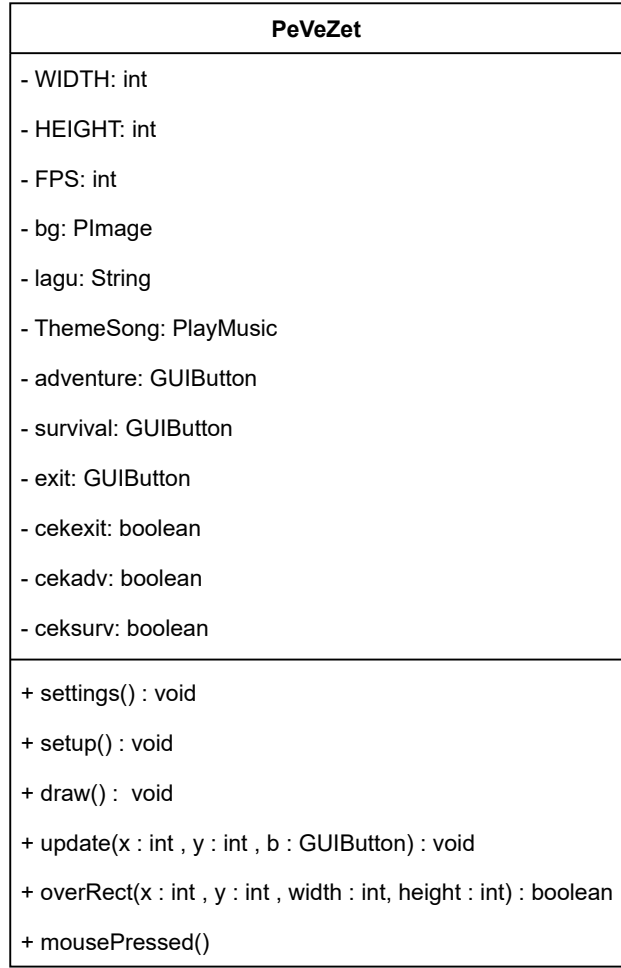 PeVeZet
- WIDTH: int
- HEIGHT: int
- FPS: int
- bg: PImage
- lagu: String
- ThemeSong: PlayMusic
- adventure: GUIButton
- survival: GUIButton
- exit: GUIButton
- cekexit: boolean
- cekadv: boolean
- ceksurv: boolean
+ settings() : void
+ setup() : void
+ draw() :  void
+ update(x : int , y : int , b : GUIButton) : void
+ overRect(x : int , y : int , width : int, height : int) : boolean
+ mousePressed()